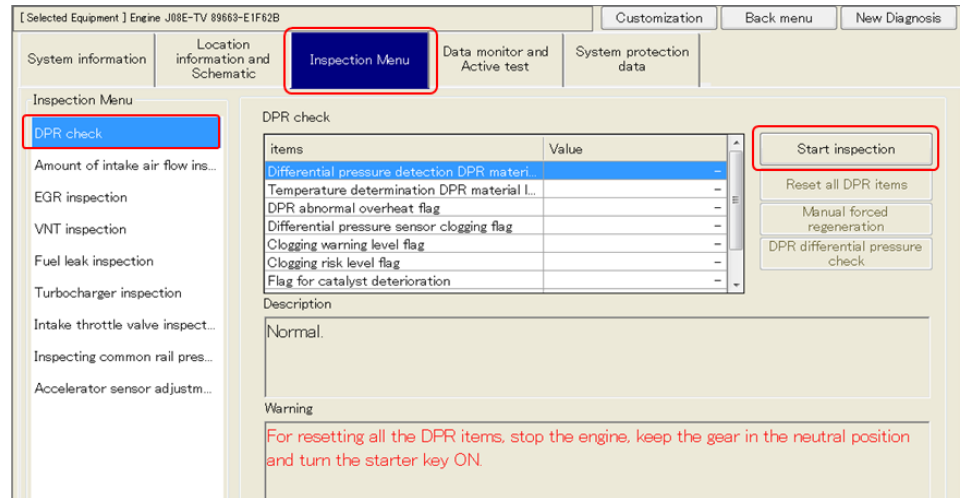 [ Selected Equipment ] Engine J08E-TV 89663-E1F62B
Customization
Back menu
New Diagnosis
System information
Location
information and
Schematic
Inspection Menu
Data monitor and
Active test
System protection
data
Inspection Menu
DPR check
Amount of intake air flow ins...
EGR inspection
VNT inspection
Fuel leak inspection
Turbocharger inspection
Intake throttle valve inspect...
Inspecting common rail pres...
Accelerator sensor adjustm...
DPR check
items Value
Differential pressure detection DPR materi... -
Temperature determination DPR material l... -
DPR abnormal overheat flag -
Differential pressure sensor clogging flag -
Clogging warning level flag -
Clogging risk level flag -
Flag for catalyst deterioration -
Start inspection
Reset all DPR items
Manual forced
regeneration
DPR differential pressure
check
Description
Normal.
Warning
For resetting all the DPR items, stop the engine, keep the gear in the neutral position
and turn the starter key ON.